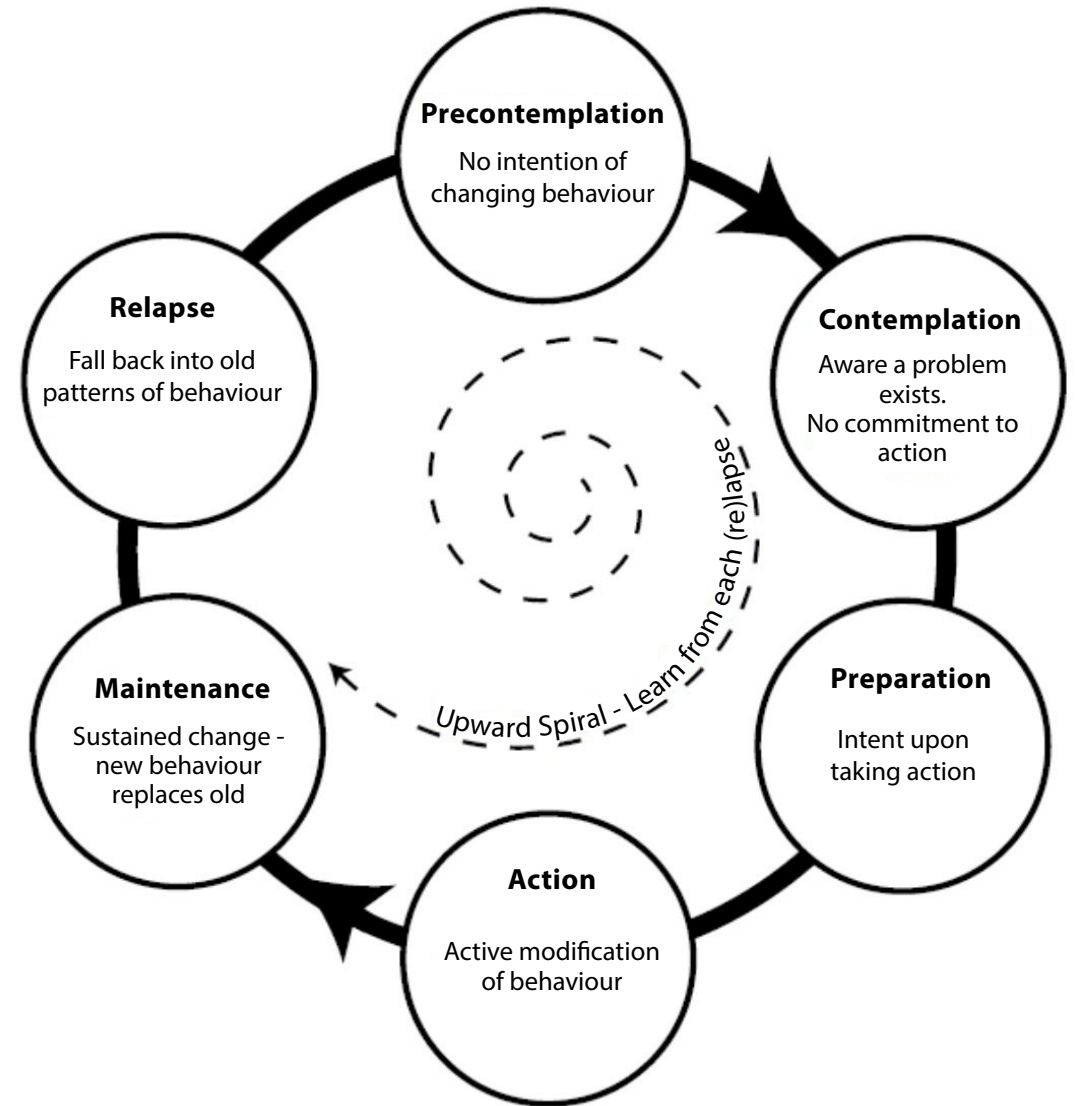 Precontemplation
No intention of
changing behaviour
Contemplation
Aware a problem
exists.
No commitment to
action
Preparation
Intent upon
taking action
Action
Active modification
of behaviour
Maintenance
Sustained change -
new behaviour
replaces old
Relapse
Fall back into old
patterns of behaviour
Upward Spiral - Learn from each (re)lapse